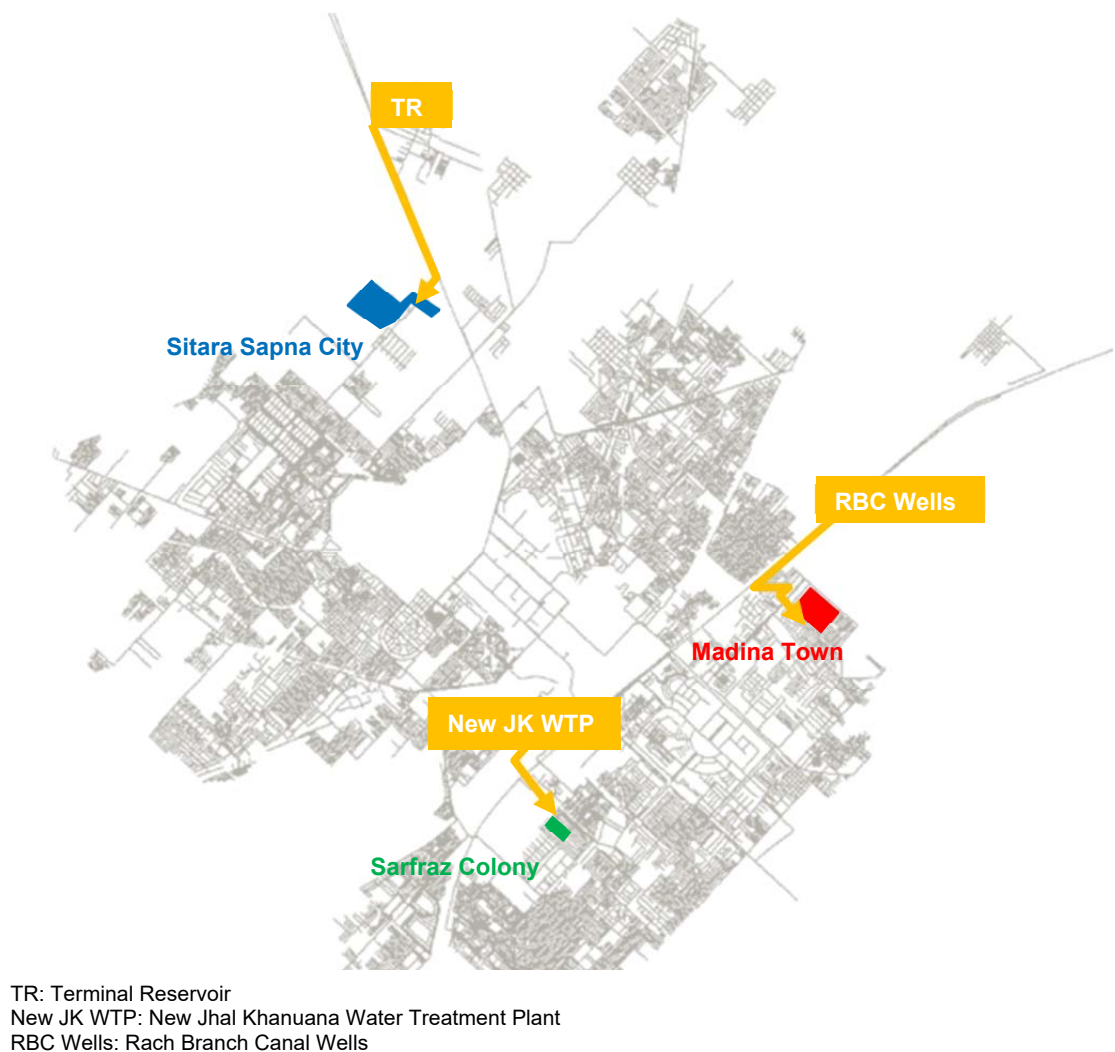 TR
Sitara Sapna City
RBC Wells
Madina Town
New JK WTP
Sarfraz Colony
TR: Terminal Reservoir
New JK WTP: New Jhal Khanuana Water Treatment Plant
RBC Wells: Rach Branch Canal Wells